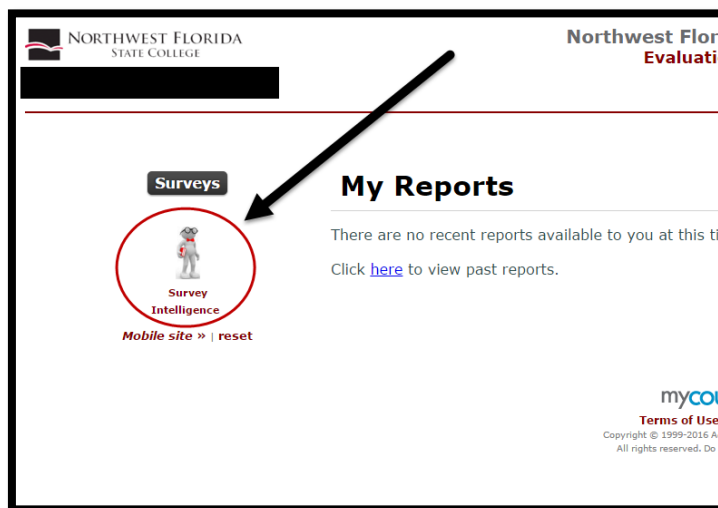 NORTHWEST FLORIDA
STATE COLLEGE
Northwest Flor
Evaluati
Surveys
My Reports
There are no recent reports available to you at this ti
Click here to view past reports.
Survey
Intelligence
Mobile site » | reset
mycou
Terms of Use
Copyright © 1999-2016 A
All rights reserved. Do